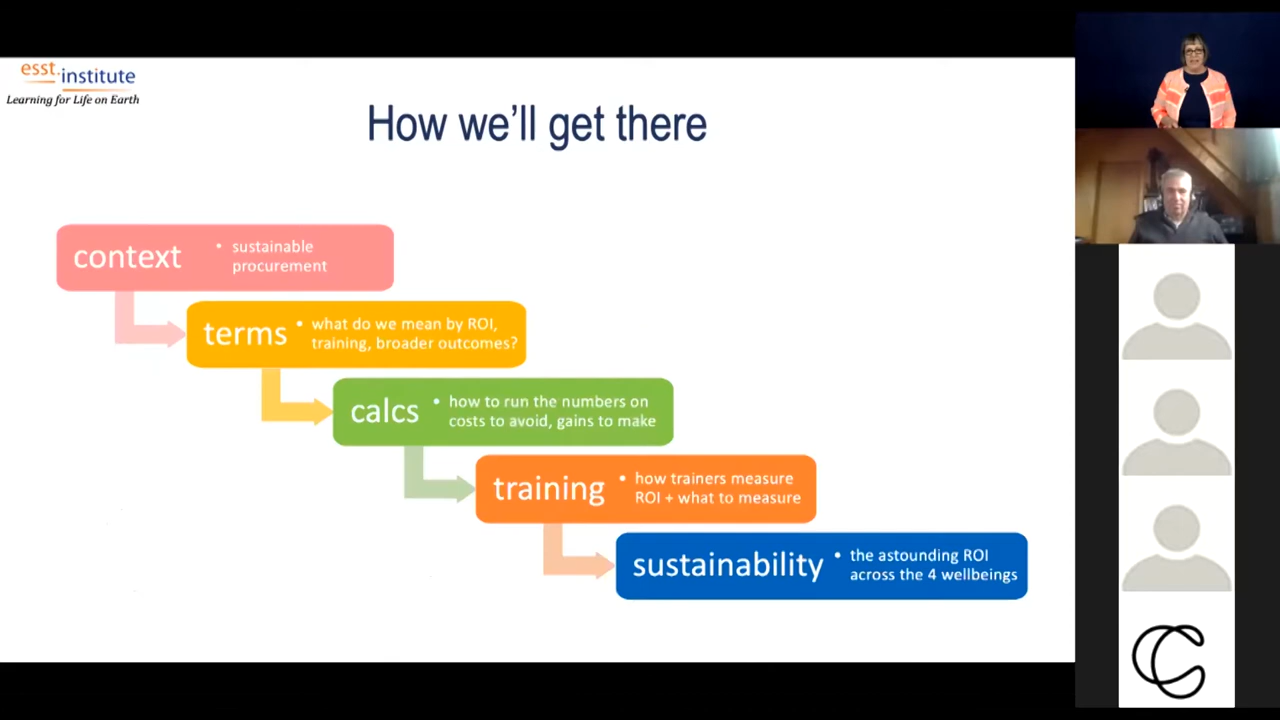 esst.institute
Learning for Life on Earth
How we'll get there
context
• sustainable
procurement
terms
• what do we mean by ROI,
training, broader outcomes?
calcs
• how to run the numbers on
costs to avoid, gains to make
training
• how trainers measure
ROI + what to measure
sustainability
• the astounding ROI
across the 4 wellbeings